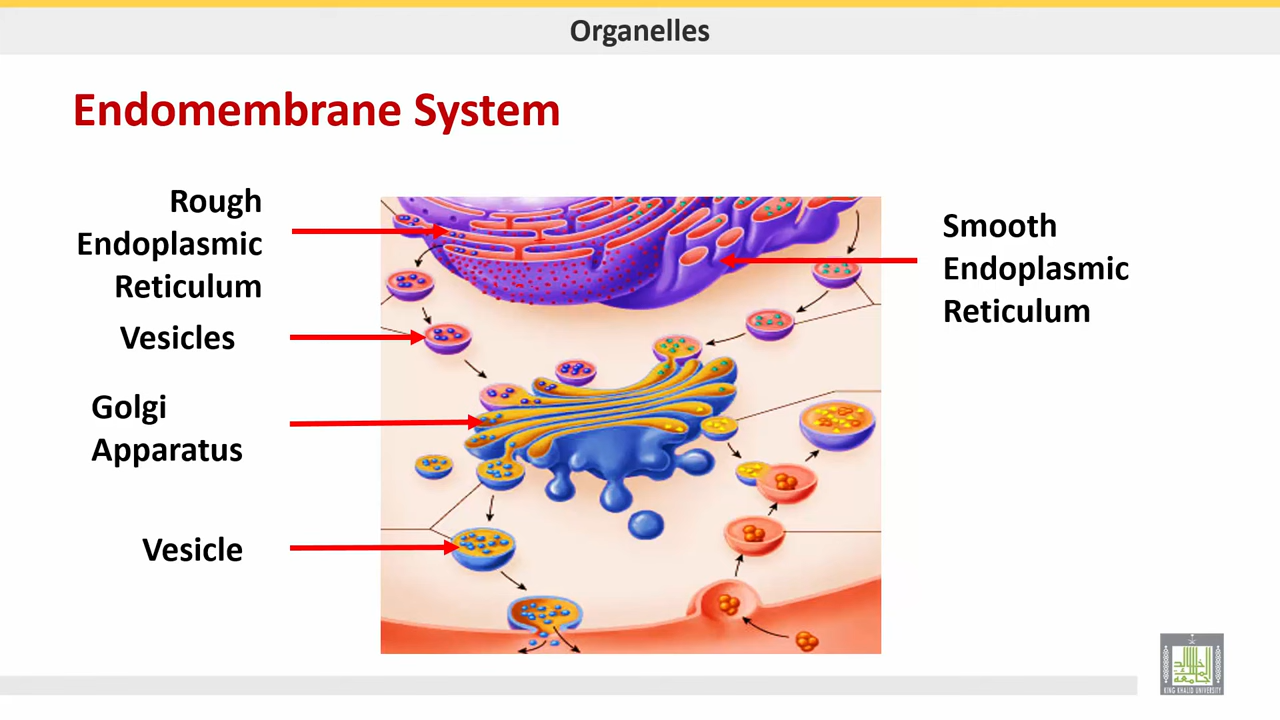 Organelles
Endomembrane System
Rough
Endoplasmic
Reticulum
Vesicles
Golgi
Apparatus
Vesicle
Smooth
Endoplasmic
Reticulum
KING KHALID UNIVERSITY